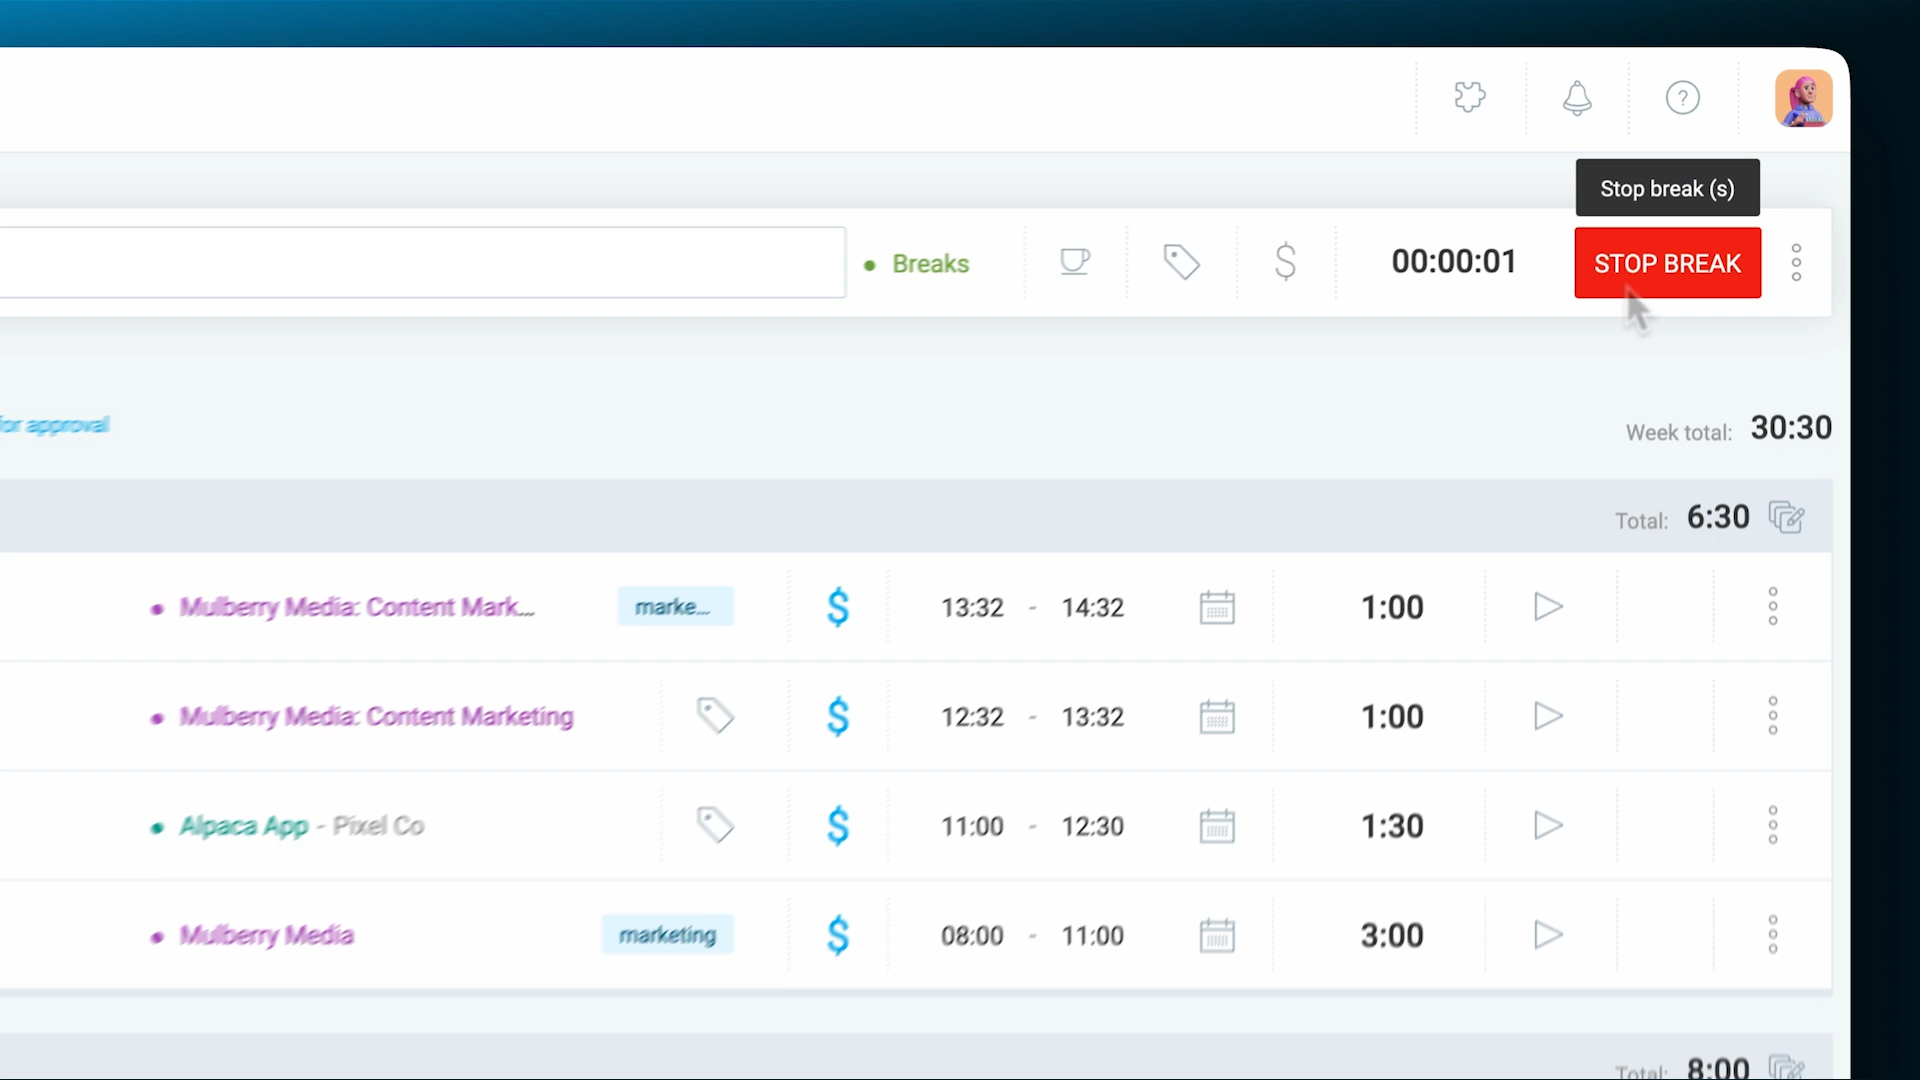 Stop break (s)
Breaks
$
00:00:01
STOP BREAK
for approval
Week total: 30:30
Total: 6:30
Mulberry Media: Content Mark... marke... $ 13:32 - 14:32 1:00
Mulberry Media: Content Marketing $ 12:32 - 13:32 1:00
Alpaca App - Pixel Co $ 11:00 - 12:30 1:30
Mulberry Media marketing $ 08:00 - 11:00 3:00
Total: 8:00